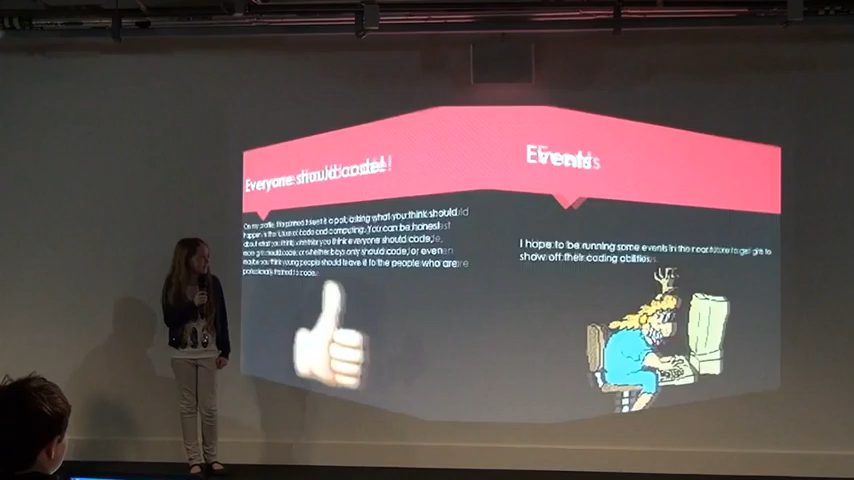 Everyone should code!
On my profile, it is pinned I sent it a poll, asking what you think should
happen in the future of code and computing. You can be honest
about what you think, whether you think everyone should code,
more girls should code, or whether boys only should code, or even
maybe you think young people should leave it to the people who are
professionally trained to code.
Events
I hope to be running some events in the near future to get girls to
show off their coding abilities.